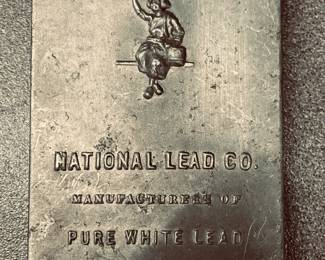 NATIONAL LEAD CO.
MANUFACTURERS OF
PURE WHITE LEAD